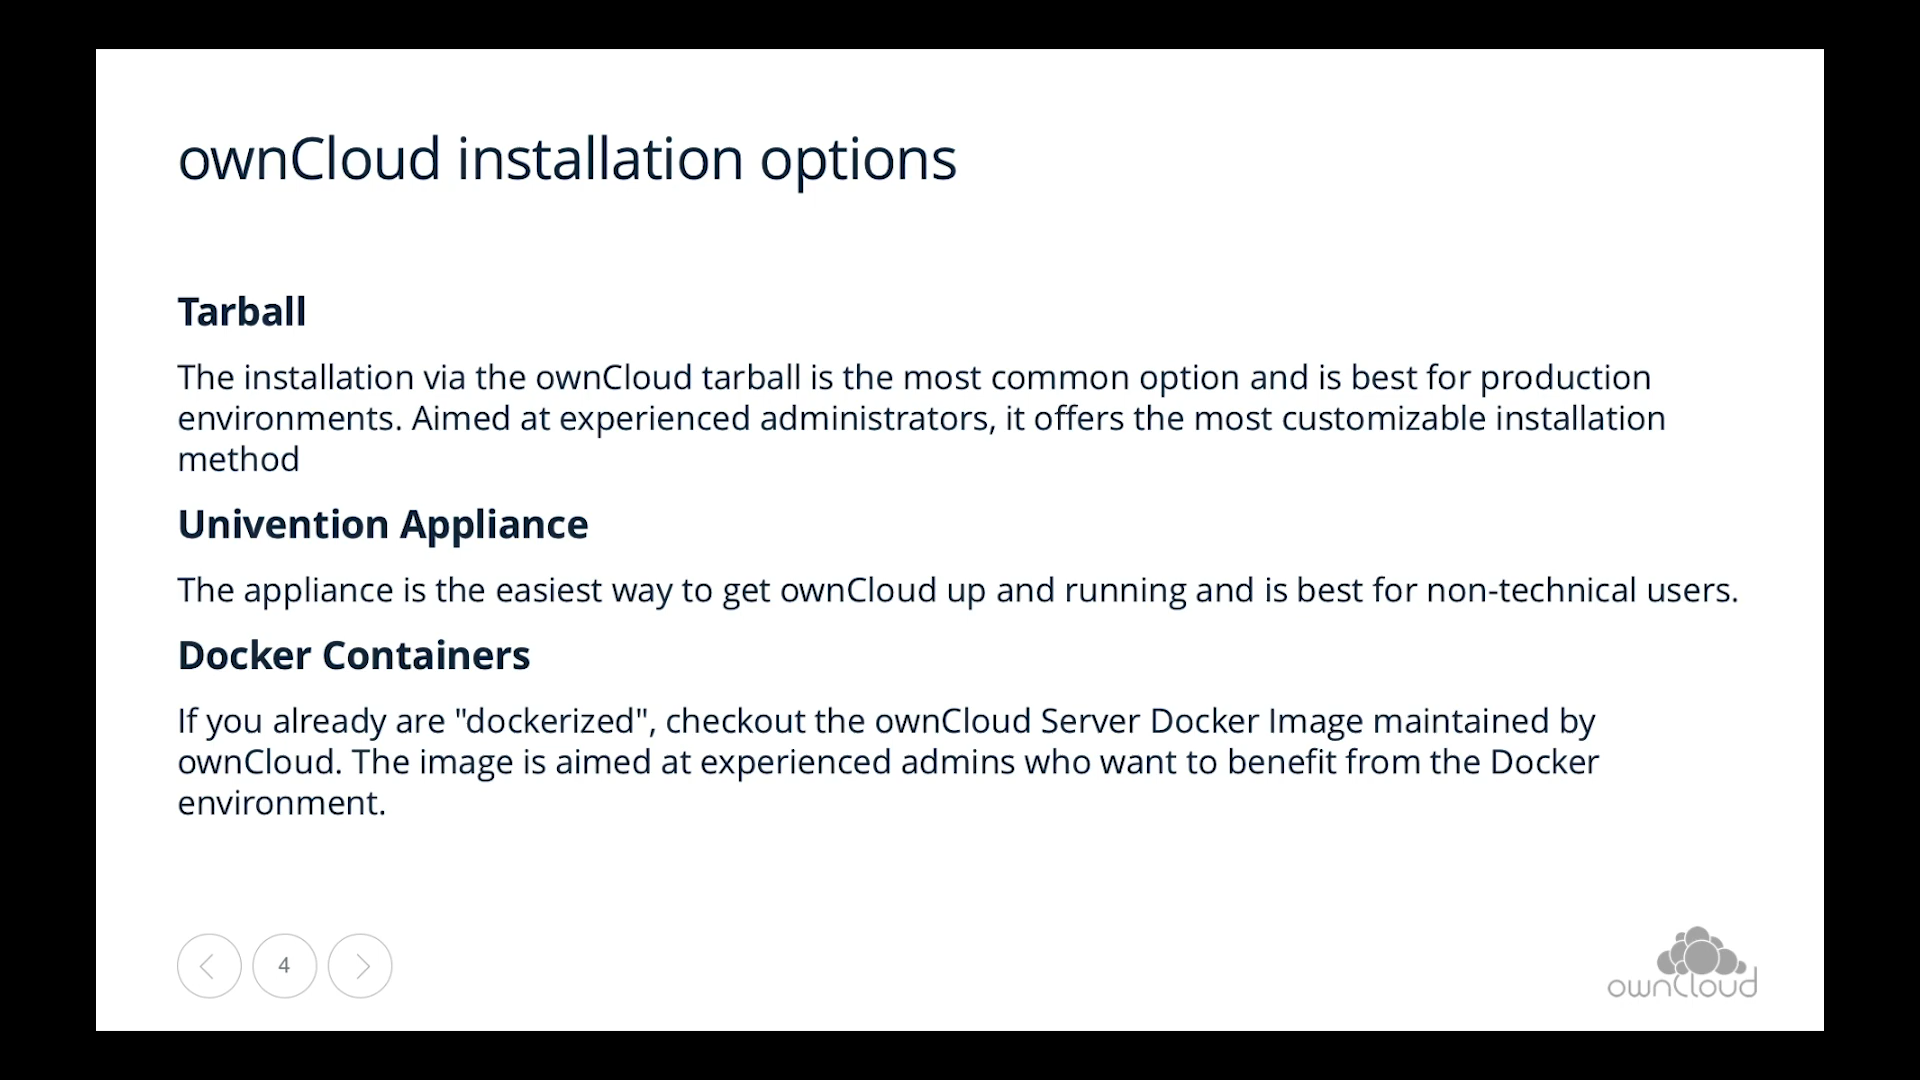 ownCloud installation options
Tarball
The installation via the ownCloud tarball is the most common option and is best for production
environments. Aimed at experienced administrators, it offers the most customizable installation
method
Univention Appliance
The appliance is the easiest way to get ownCloud up and running and is best for non-technical users.
Docker Containers
If you already are "dockerized", checkout the ownCloud Server Docker Image maintained by
ownCloud. The image is aimed at experienced admins who want to benefit from the Docker
environment.
4
ownCloud